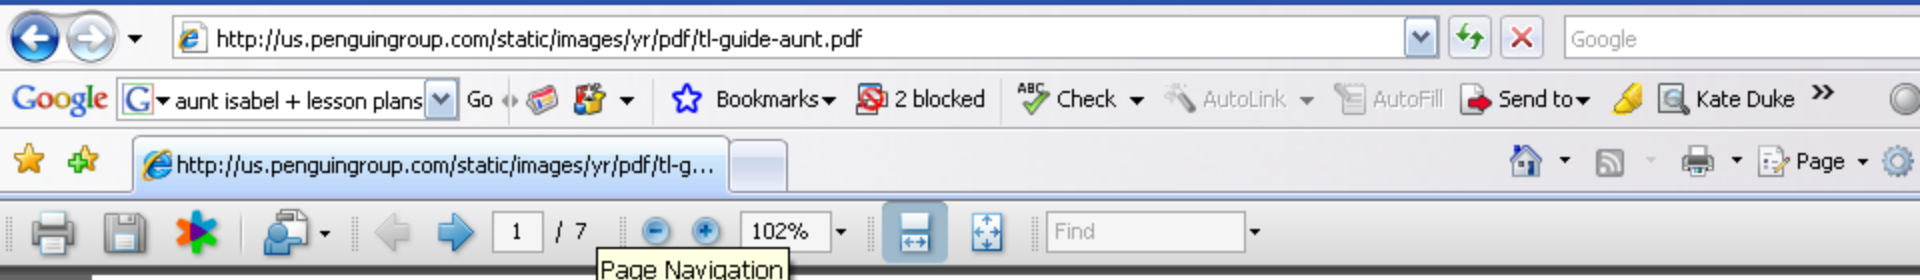 http://us.penguingroup.com/static/images/yr/pdf/tl-guide-aunt.pdf Google
Google G aunt isabel + lesson plans Go Bookmarks 2 blocked ABC Check AutoLink AutoFill Send to Kate Duke »
http://us.penguingroup.com/static/images/yr/pdf/tl-g... Page
1 / 7 102% Find
Page Navigation